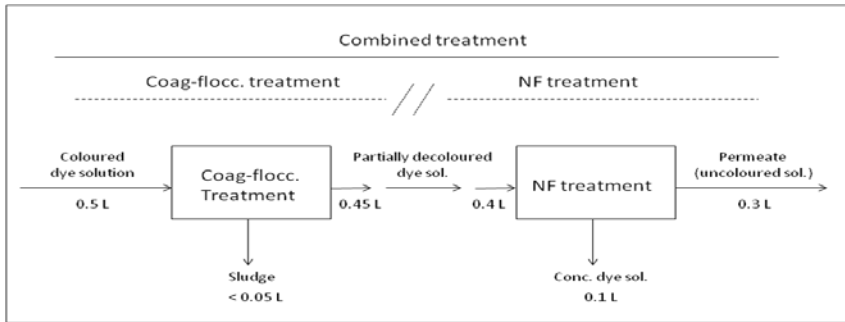 Combined treatment
Coag-flocc. treatment
NF treatment
Coloured
dye solution
0.5 L
Coag-flocc.
Treatment
Partially decoloured
dye sol.
0.45 L
0.4 L
NF treatment
Permeate
(uncoloured sol.)
0.3 L
Sludge
< 0.05 L
Conc. dye sol.
0.1 L